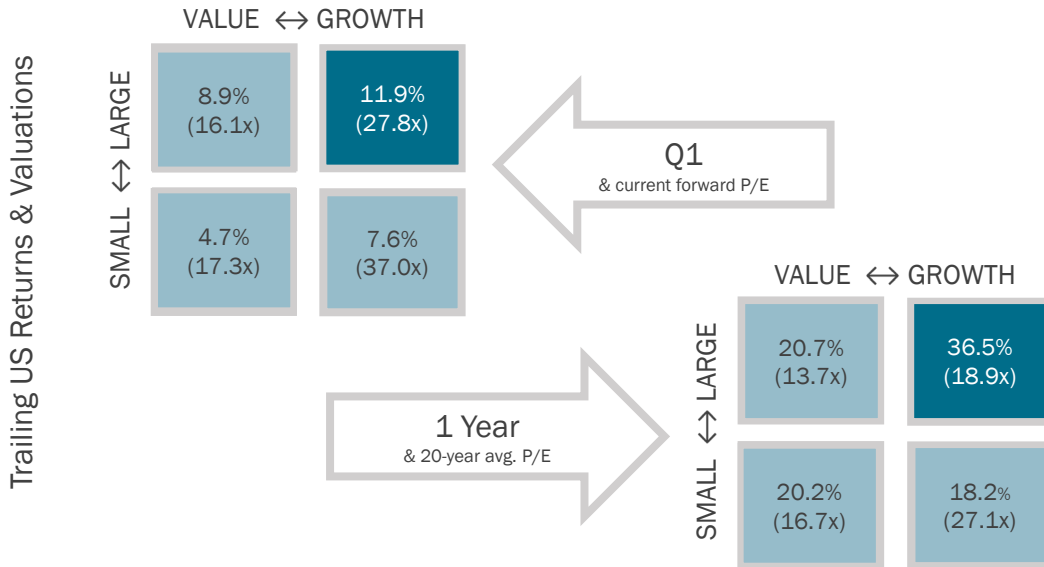 Trailing US Returns & Valuations
VALUE ↔ GROWTH
SMALL ↔ LARGE
8.9%
(16.1x)
11.9%
(27.8x)
4.7%
(17.3x)
7.6%
(37.0x)
Q1
& current forward P/E
1 Year
& 20-year avg. P/E
VALUE ↔ GROWTH
SMALL ↔ LARGE
20.7%
(13.7x)
36.5%
(18.9x)
20.2%
(16.7x)
18.2%
(27.1x)